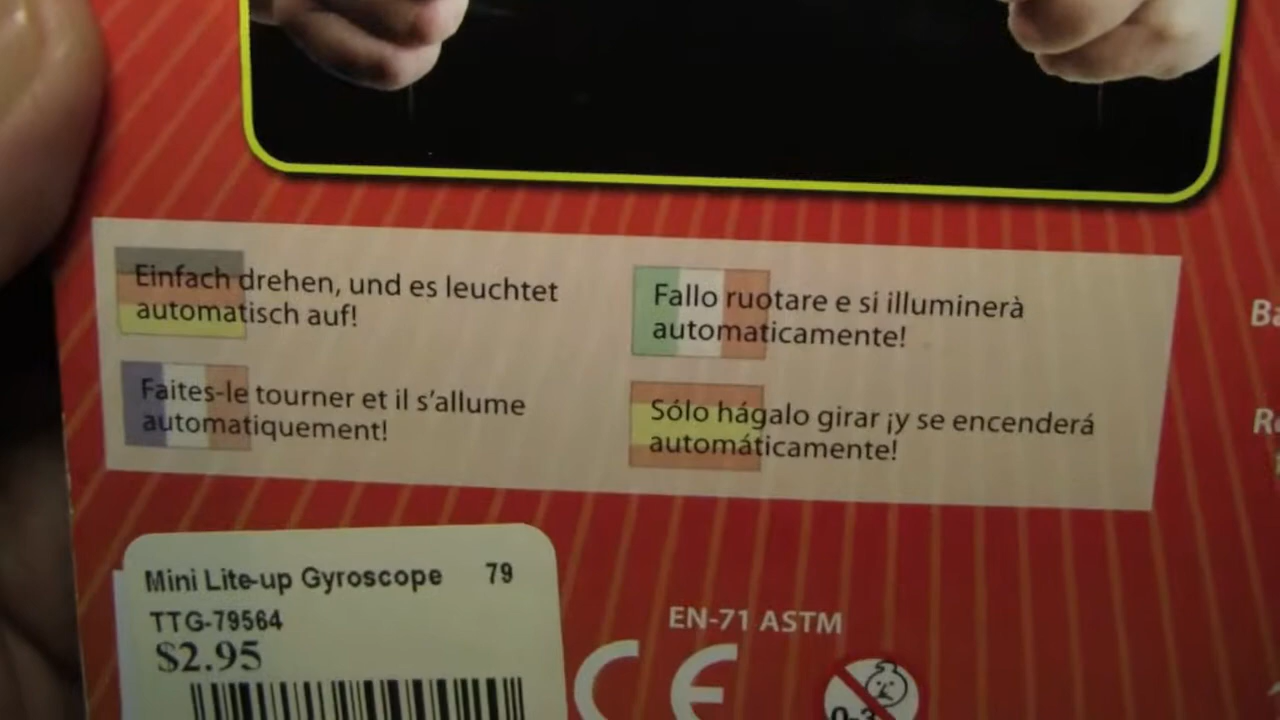 Einfach drehen, und es leuchtet
automatisch auf!
Fallo ruotare e si illuminerà
automaticamente!
Faites-le tourner et il s'allume
automatiquement!
Sólo hágalo girar ¡y se encenderá
automáticamente!
Mini Lite-up Gyroscope 79
TTG-79564
$2.95
EN-71 ASTM
CE